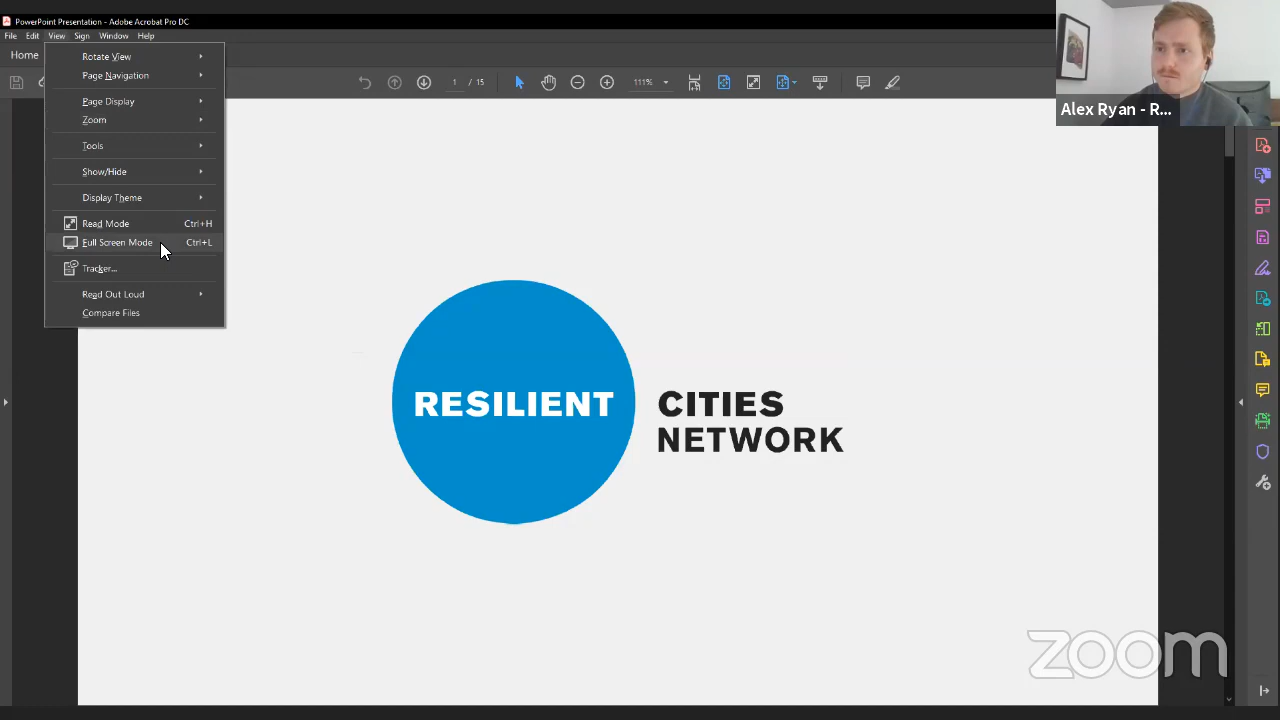 PowerPoint Presentation - Adobe Acrobat Pro DC
File Edit View Sign Window Help
Home
1 / 15
111%
Rotate View
Page Navigation
Page Display
Zoom
Tools
Show/Hide
Display Theme
Read Mode Ctrl+H
Full Screen Mode Ctrl+L
Tracker...
Read Out Loud
Compare Files
Alex Ryan - R...
RESILIENT
CITIES
NETWORK
zoom